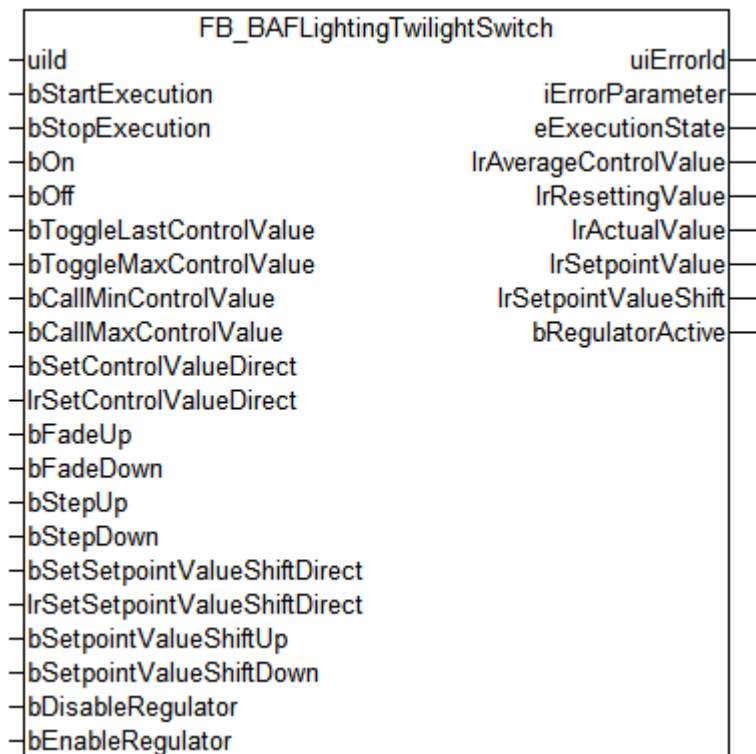 FB_BAFLightingTwilightSwitch
uiId uiErrorId
bStartExecution iErrorParameter
bStopExecution eExecutionState
bOn lrAverageControlValue
bOff lrResettingValue
bToggleLastControlValue lrActualValue
bToggleMaxControlValue lrSetpointValue
bCallMinControlValue lrSetpointValueShift
bCallMaxControlValue bRegulatorActive
bSetControlValueDirect
lrSetControlValueDirect
bFadeUp
bFadeDown
bStepUp
bStepDown
bSetSetpointValueShiftDirect
lrSetSetpointValueShiftDirect
bSetpointValueShiftUp
bSetpointValueShiftDown
bDisableRegulator
bEnableRegulator